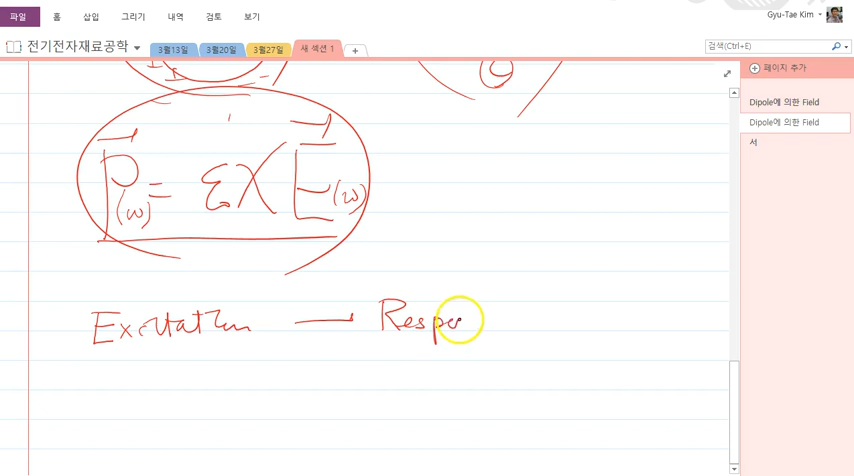 파일 홈 삽입 그리기 내역 검토 보기 Gyu-Tae Kim
전기전자재료공학 3월13일 3월20일 3월27일 새 섹션 1 + 검색(Ctrl+E)
페이지 추가
Dipole에 의한 Field
Dipole에 의한 Field
서
P(ω) = εχ E(ω)
Excitation — Respo